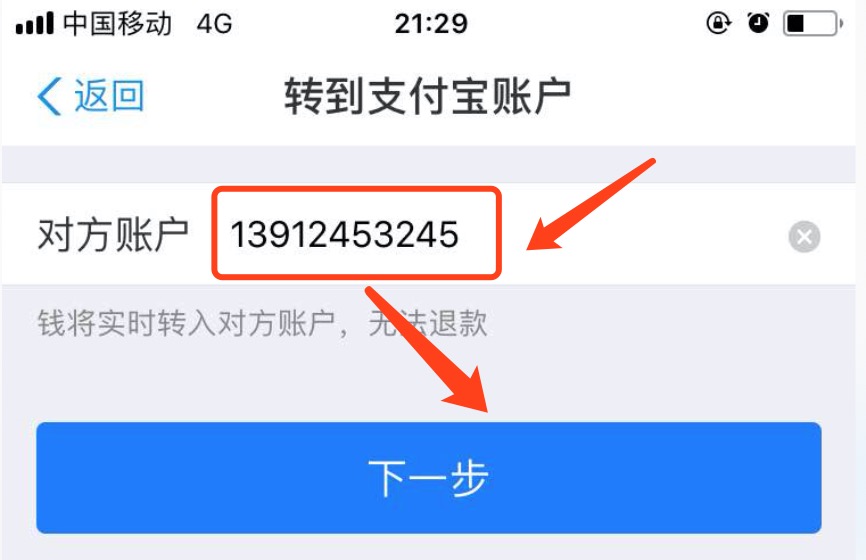 中国移动 4G 21:29
返回 转到支付宝账户
对方账户 13912453245
钱将实时转入对方账户，无法退款
下一步